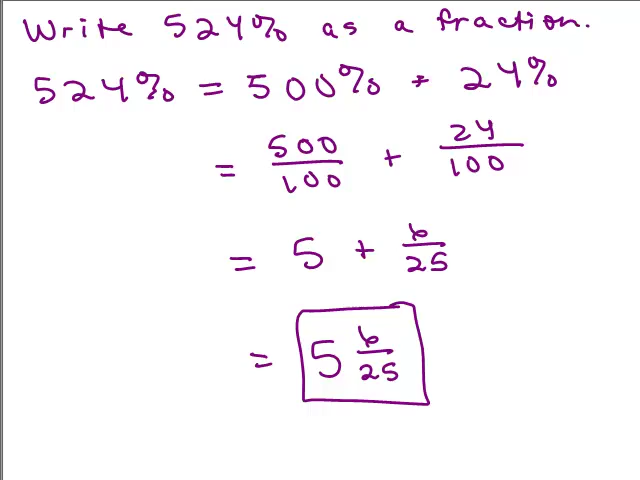 Write 524% as a fraction.
524% = 500% + 24%
= 500/100 + 24/100
= 5 + 6/25
= 5 6/25